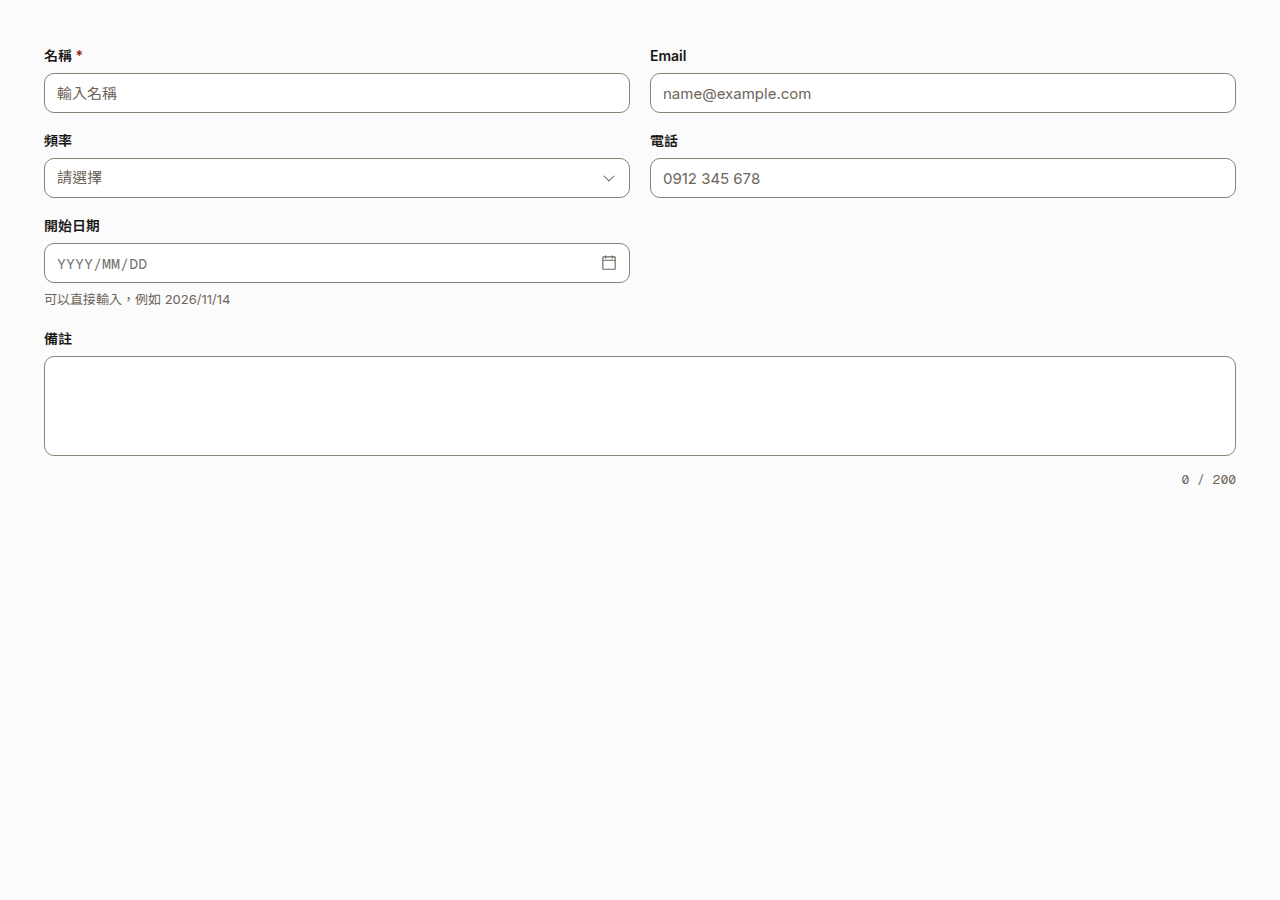 名稱 *
Email
輸入名稱
name@example.com
頻率
電話
請選擇
0912 345 678
開始日期
YYYY/MM/DD
可以直接輸入，例如 2026/11/14
備註
0 / 200